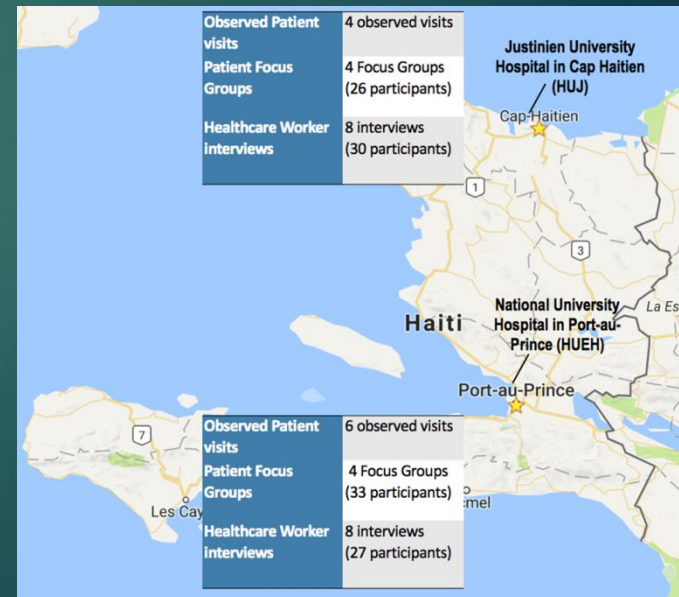 Observed Patient visits
4 observed visits
Patient Focus Groups
4 Focus Groups
(26 participants)
Healthcare Worker interviews
8 interviews
(30 participants)
Justinien University
Hospital in Cap Haitien
(HUJ)
Cap-Haitien
1
3
La Es
National University
Hospital in Port-au-
Prince (HUEH)
Haiti
Port-au-Prince
7
Les Cay
mel
Observed Patient visits
6 observed visits
Patient Focus Groups
4 Focus Groups
(33 participants)
Healthcare Worker interviews
8 interviews
(27 participants)